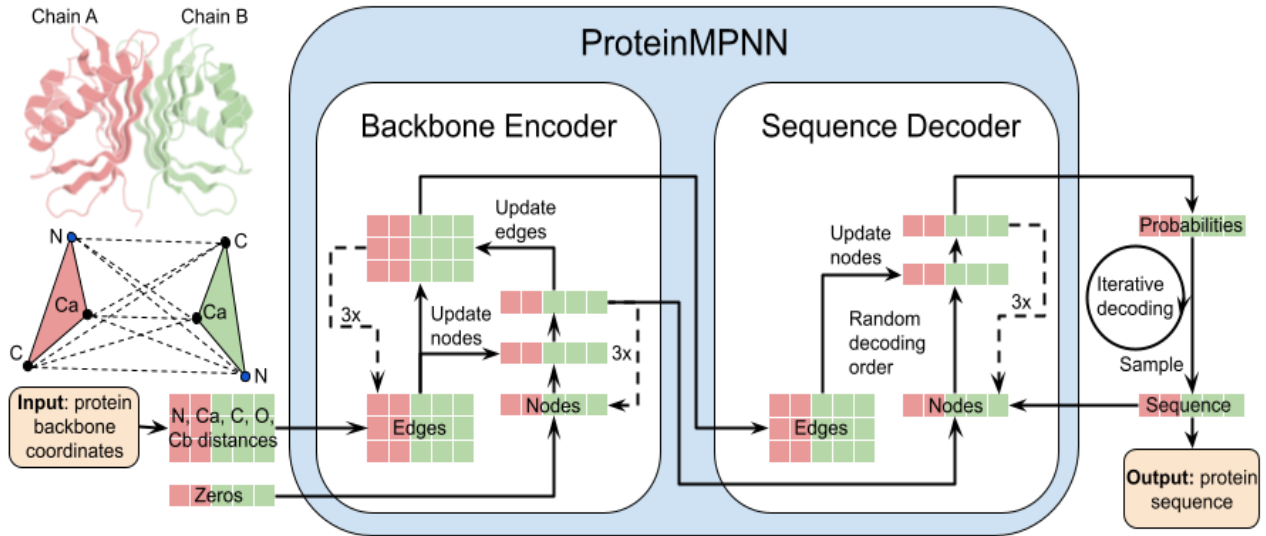 Chain A
Chain B
ProteinMPNN
Backbone Encoder
Sequence Decoder
N
C
Ca
Ca
C
N
Input: protein
backbone
coordinates
N, Ca, C, O,
Cb distances
Zeros
Update
edges
3x
Update
nodes
3x
Edges
Nodes
Update
nodes
Random
decoding
order
3x
Edges
Nodes
Probabilities
Iterative
decoding
Sample
Sequence
Output: protein
sequence